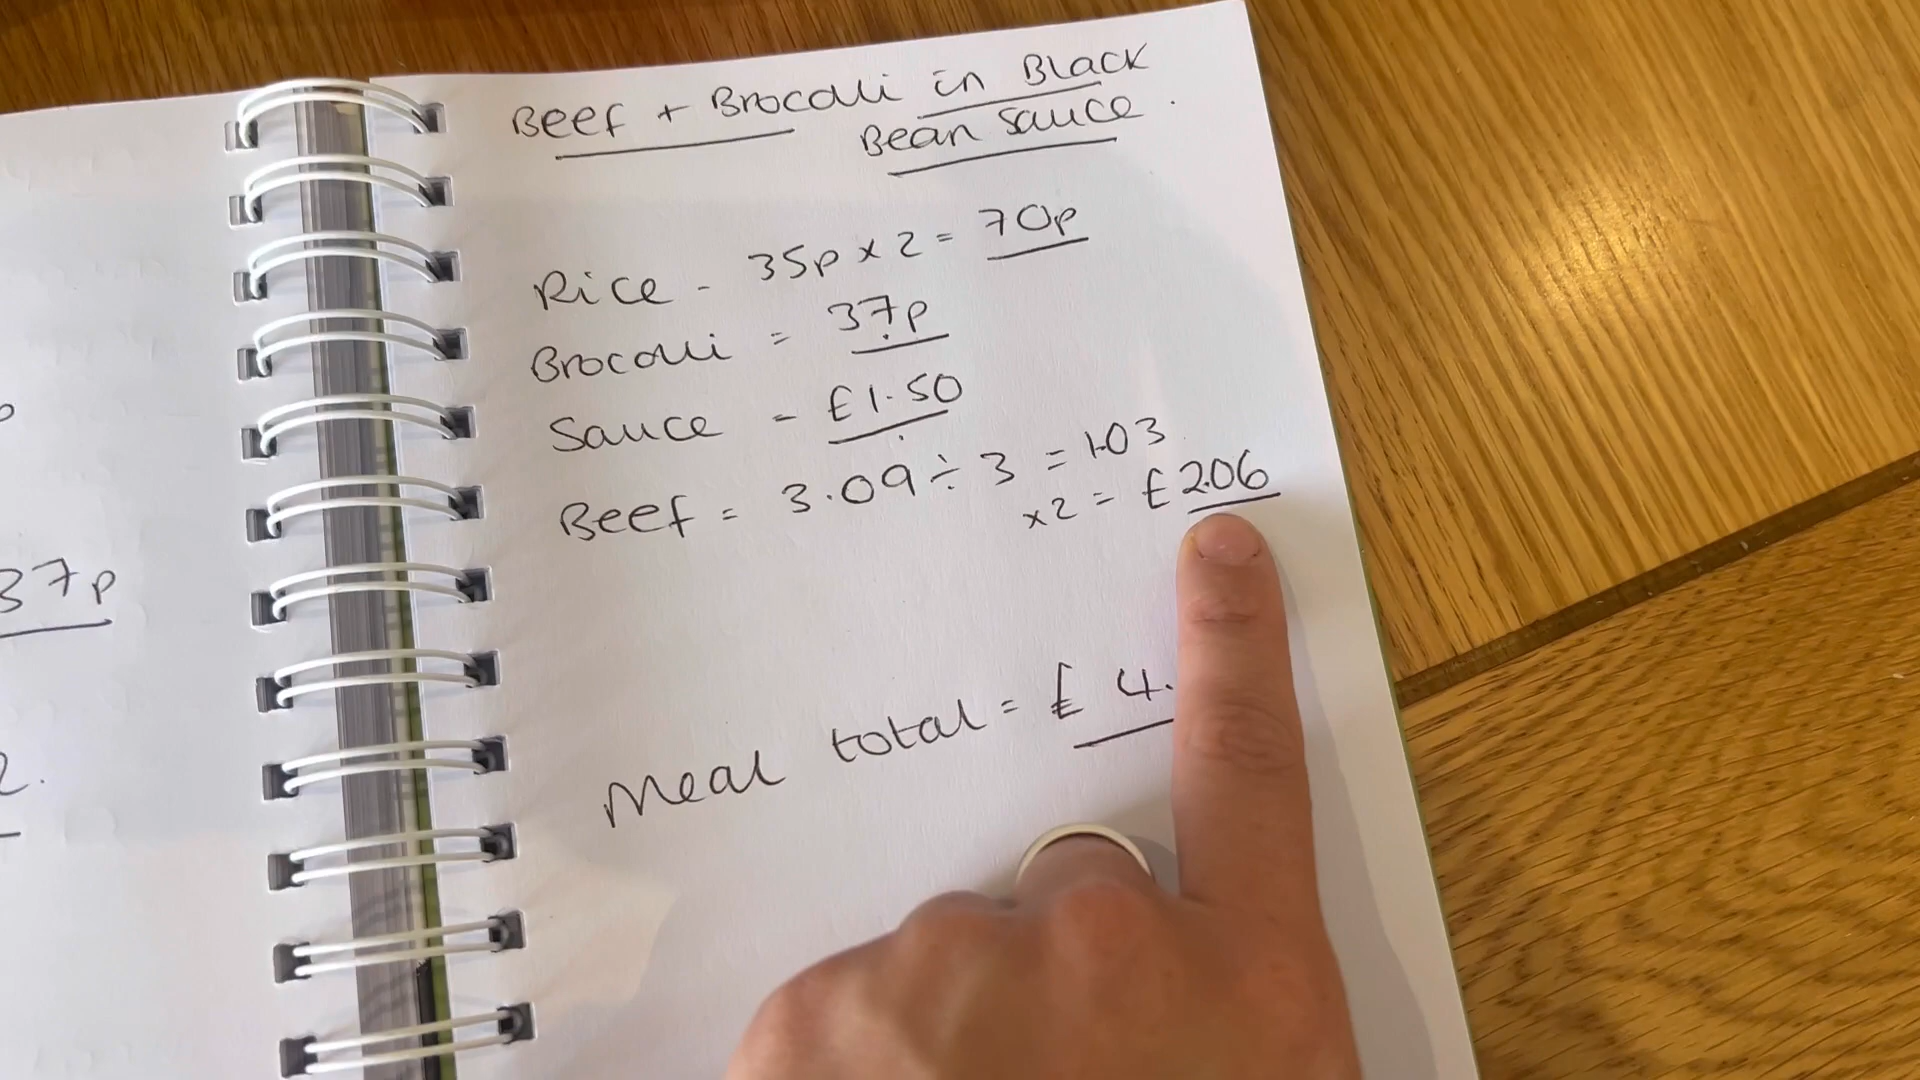 37p
2.
Beef + Brocolli in Black
Bean Sauce.
Rice - 35p x 2 = 70p
Brocolli = 37p
Sauce - £1.50
Beef = 3.09 ÷ 3 = 1.03
x2 = £2.06
Meal total = £4.